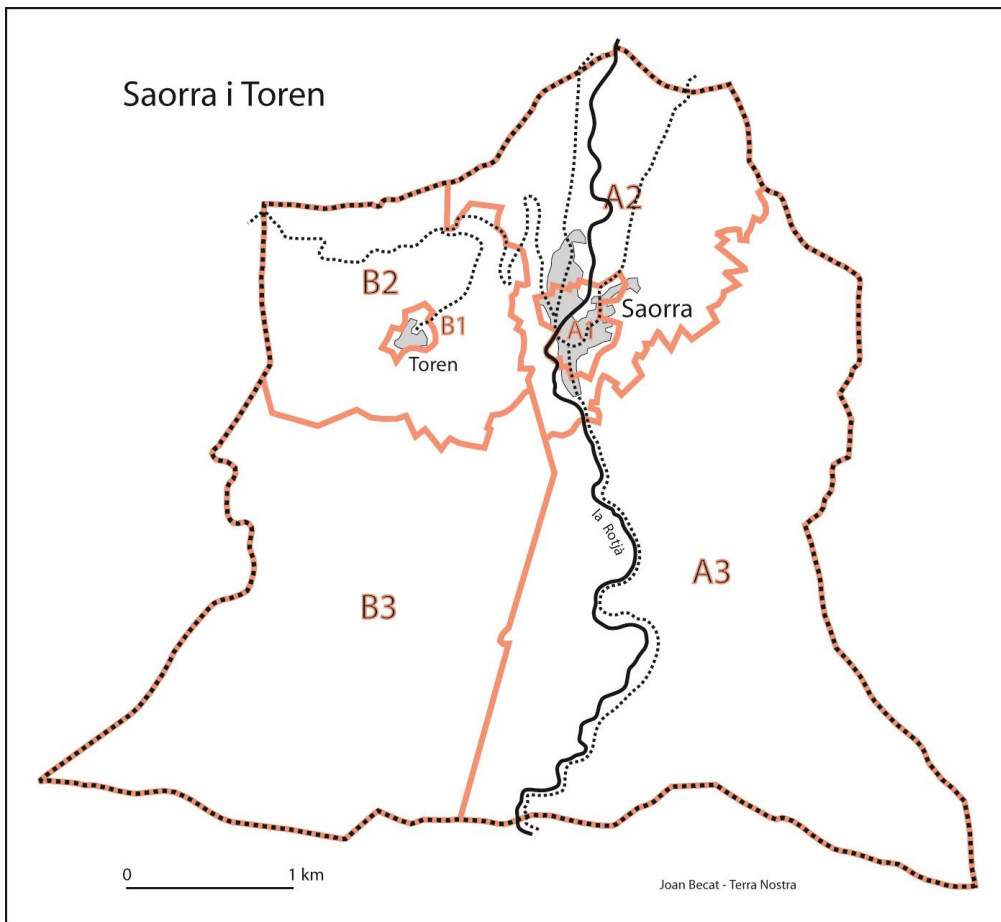 Saorra i Toren
A2
B2
Saorra
B1
A1
Toren
la Rotjà
A3
B3
0
1 km
Joan Becat - Terra Nostra